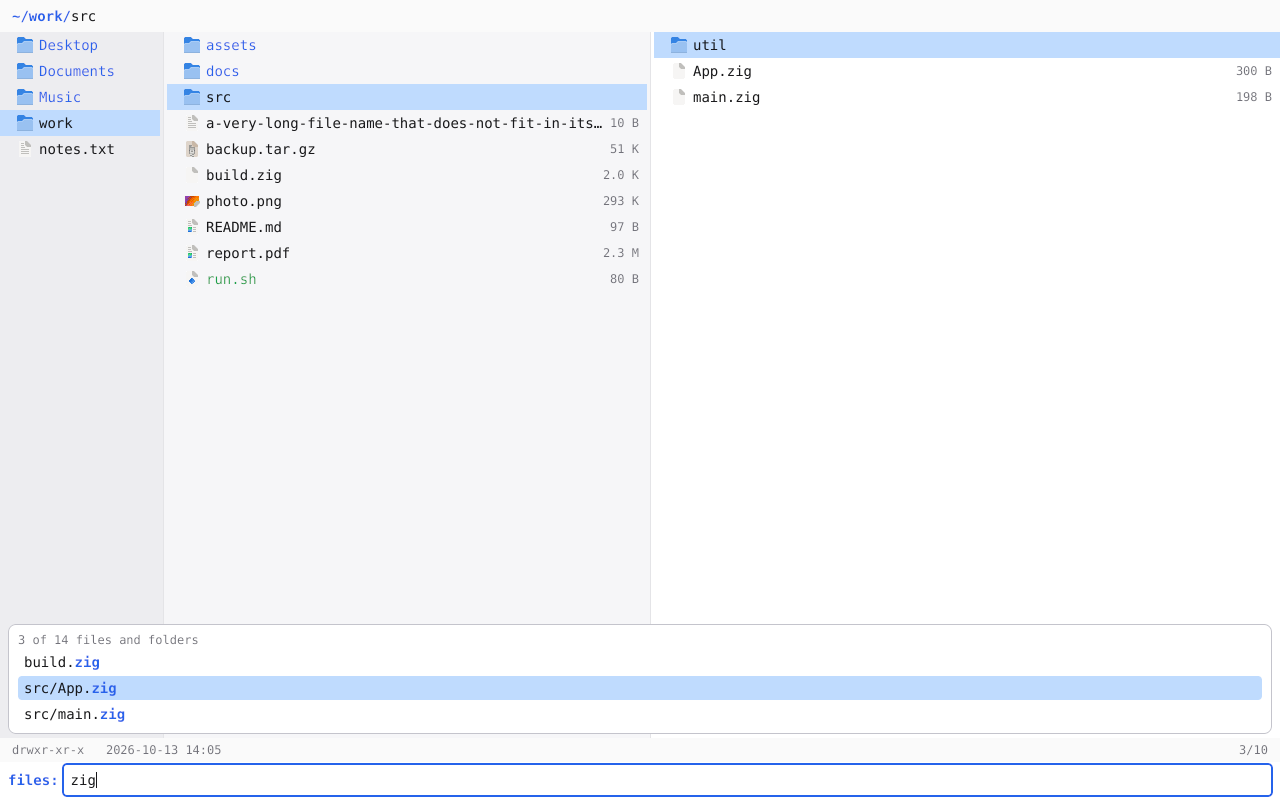 ~/work/src
Desktop
Documents
Music
work
notes.txt
assets
docs
src
a-very-long-file-name-that-does-not-fit-in-its… 10 B
backup.tar.gz 51 K
build.zig 2.0 K
photo.png 293 K
README.md 97 B
report.pdf 2.3 M
run.sh 80 B
util
App.zig 300 B
main.zig 198 B
3 of 14 files and folders
build.zig
src/App.zig
src/main.zig
drwxr-xr-x 2026-10-13 14:05 3/10
files: zig